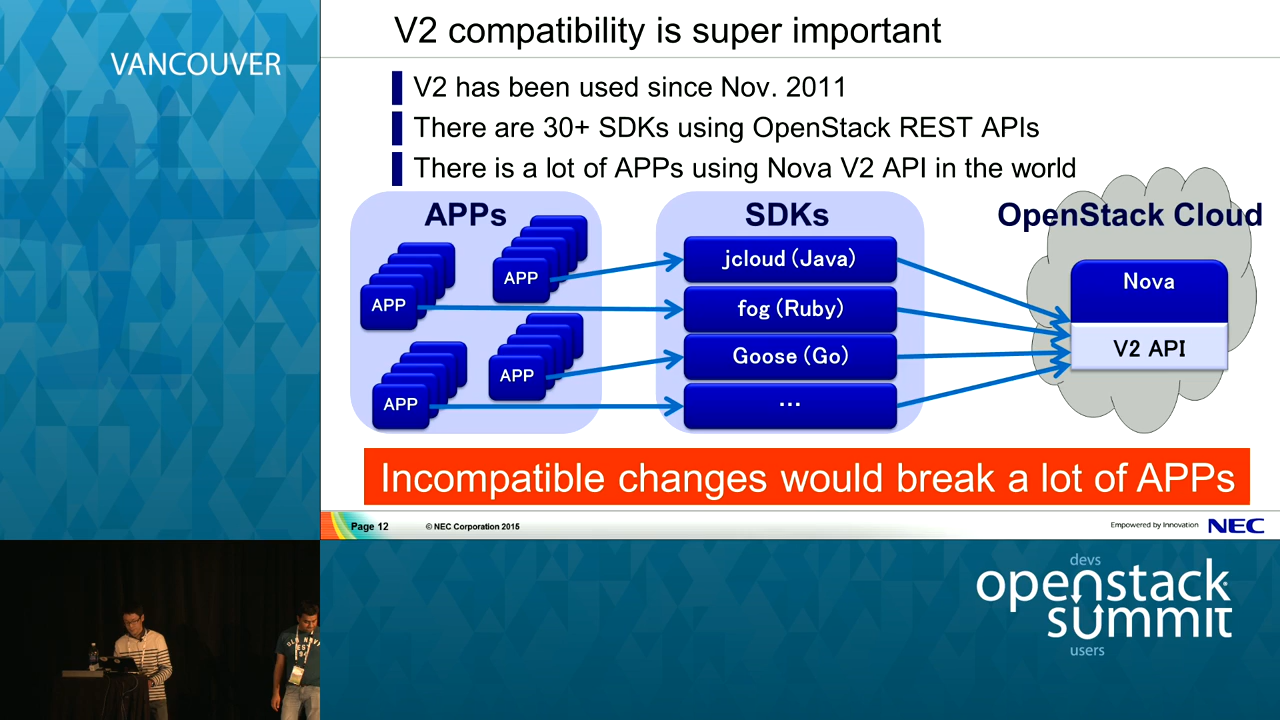 VANCOUVER
V2 compatibility is super important
V2 has been used since Nov. 2011
There are 30+ SDKs using OpenStack REST APIs
There is a lot of APPs using Nova V2 API in the world
APPs
SDKs
OpenStack Cloud
APP
APP
APP
APP
jcloud (Java)
fog (Ruby)
Goose (Go)
...
Nova
V2 API
Incompatible changes would break a lot of APPs
Page 12
© NEC Corporation 2015
Empowered by Innovation
NEC
devs
openstack
summit
users